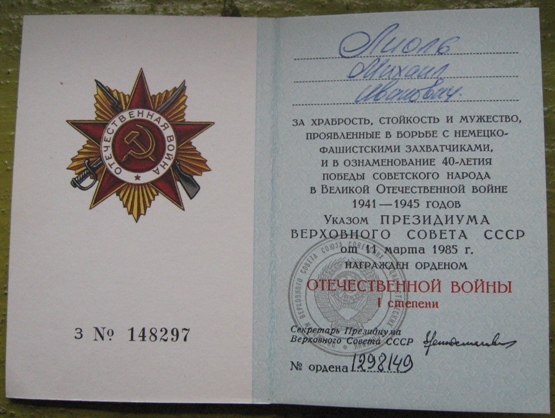 ОТЕЧЕСТВЕННАЯ ВОЙНА
З № 148297
Михаил
Иванович
ЗА ХРАБРОСТЬ, СТОЙКОСТЬ И МУЖЕСТВО,
ПРОЯВЛЕННЫЕ В БОРЬБЕ С НЕМЕЦКО-
ФАШИСТСКИМИ ЗАХВАТЧИКАМИ,
И В ОЗНАМЕНОВАНИЕ 40-ЛЕТИЯ
ПОБЕДЫ СОВЕТСКОГО НАРОДА
В ВЕЛИКОЙ ОТЕЧЕСТВЕННОЙ ВОЙНЕ
1941—1945 ГОДОВ
УКАЗОМ ПРЕЗИДИУМА
ВЕРХОВНОГО СОВЕТА СССР
от 11 марта 1985 г.
НАГРАЖДЕН ОРДЕНОМ
ОТЕЧЕСТВЕННОЙ ВОЙНЫ
I степени
Секретарь Президиума
Верховного Совета СССР
№ ордена 1298149